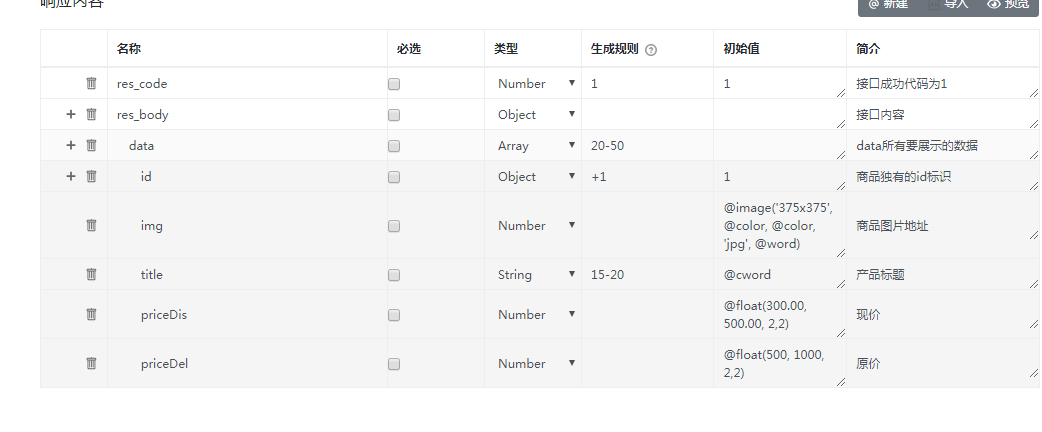 响应内容
@ 新建 导入 预览
名称 必选 类型 生成规则 初始值 简介
res_code Number 1 1 接口成功代码为1
res_body Object 接口内容
data Array 20-50 data所有要展示的数据
id Object +1 1 商品独有的id标识
img Number @image('375x375',
@color, @color,
'jpg', @word) 商品图片地址
title String 15-20 @cword 产品标题
priceDis Number @float(300.00,
500.00, 2,2) 现价
priceDel Number @float(500, 1000,
2,2) 原价